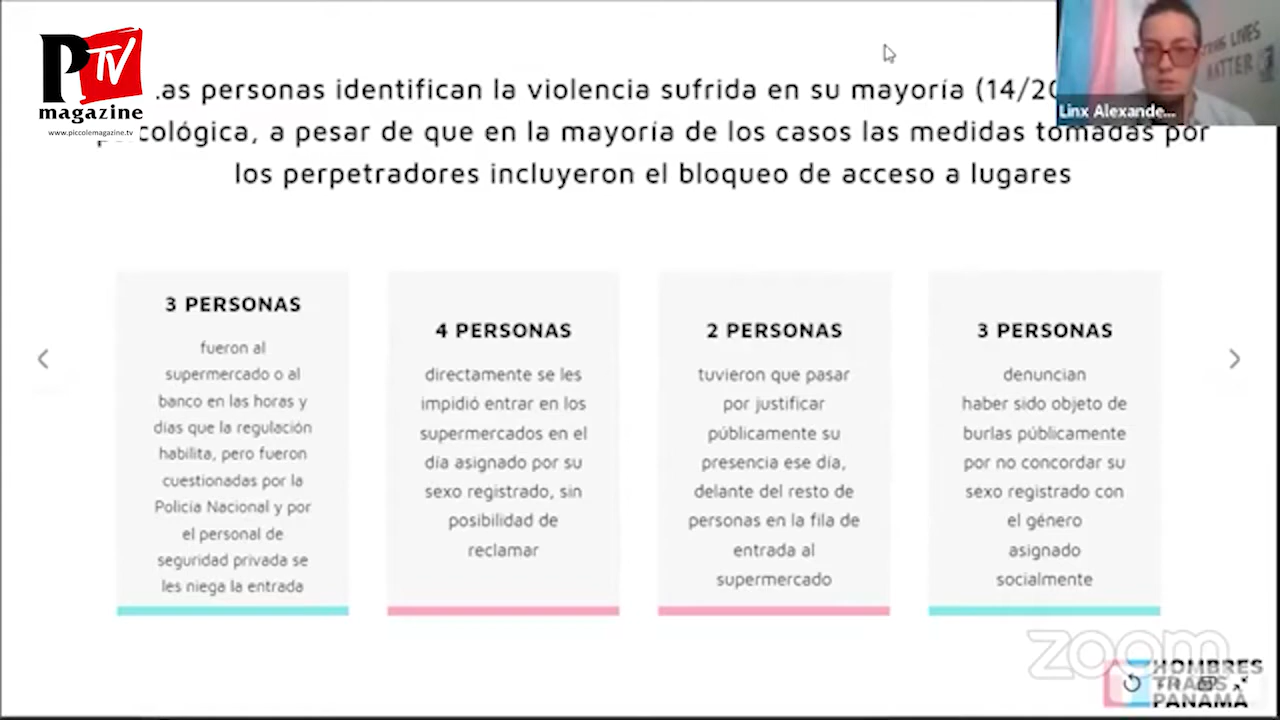 PTV
magazine
www.piccolemagazine.tv
LIVES
MATTER
Linx Alexande...
as personas identifican la violencia sufrida en su mayoría (14/20
cológica, a pesar de que en la mayoría de los casos las medidas tomadas por
los perpetradores incluyeron el bloqueo de acceso a lugares
3 PERSONAS
fueron al
supermercado o al
banco en las horas y
días que la regulación
habilita, pero fueron
cuestionadas por la
Policía Nacional y por
el personal de
seguridad privada se
les niega la entrada
4 PERSONAS
directamente se les
impidió entrar en los
supermercados en el
día asignado por su
sexo registrado, sin
posibilidad de
reclamar
2 PERSONAS
tuvieron que pasar
por justificar
públicamente su
presencia ese día,
delante del resto de
personas en la fila de
entrada al
supermercado
3 PERSONAS
denuncian
haber sido objeto de
burlas públicamente
por no concordar su
sexo registrado con
el género
asignado
socialmente
zoom
HOMBRES
TRANS
PANAMÁ